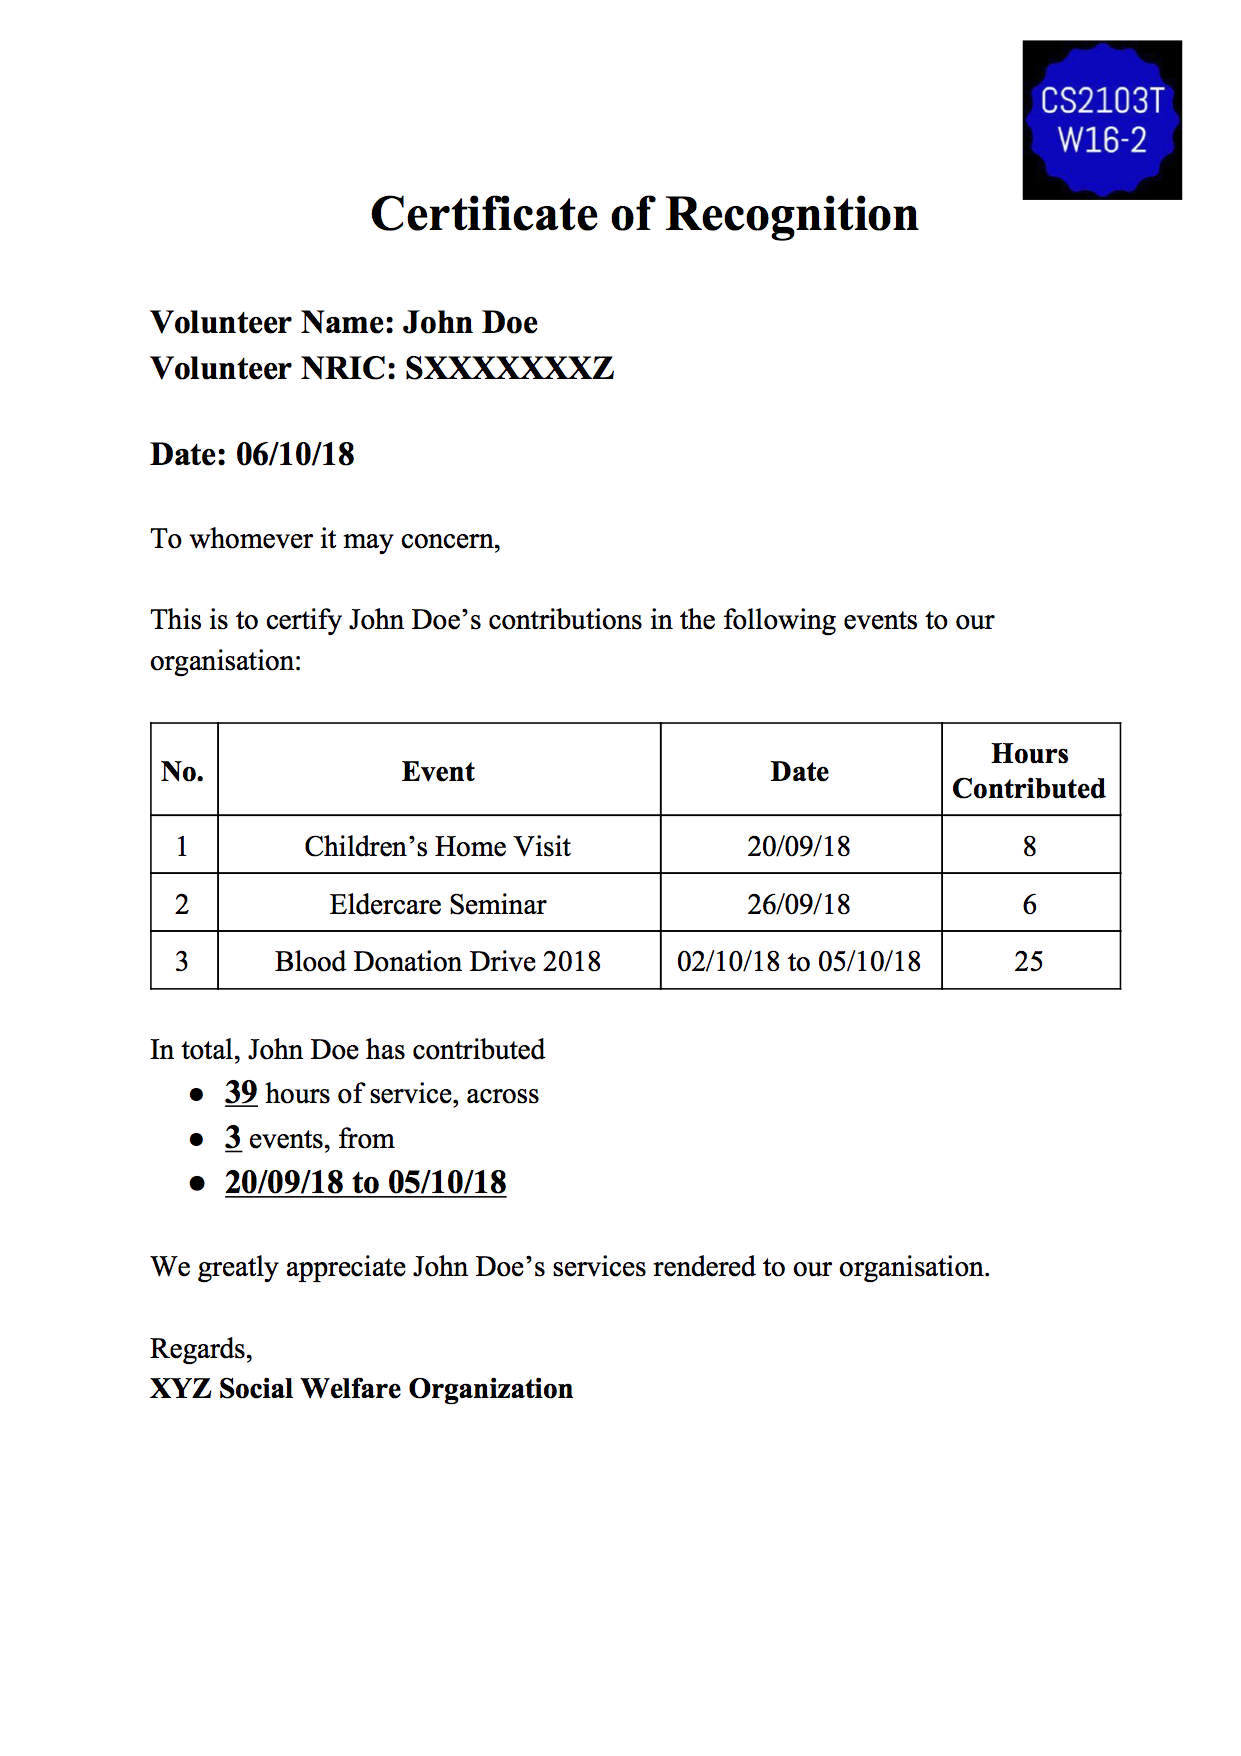 CS2103T
W16-2
Certificate of Recognition
Volunteer Name: John Doe
Volunteer NRIC: SXXXXXXXZ
Date: 06/10/18
To whomever it may concern,
This is to certify John Doe’s contributions in the following events to our
organisation:
No. Event Date Hours Contributed
1 Children’s Home Visit 20/09/18 8
2 Eldercare Seminar 26/09/18 6
3 Blood Donation Drive 2018 02/10/18 to 05/10/18 25
In total, John Doe has contributed
● 39 hours of service, across
● 3 events, from
● 20/09/18 to 05/10/18
We greatly appreciate John Doe’s services rendered to our organisation.
Regards,
XYZ Social Welfare Organization